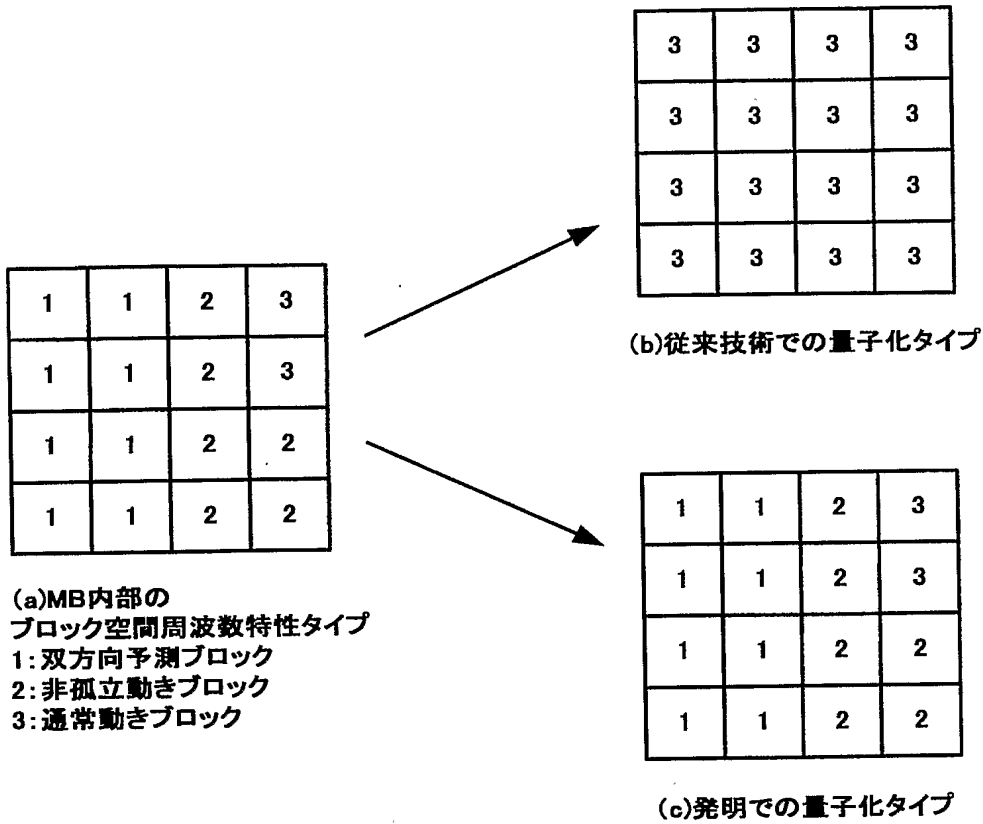 3 3 3 3
3 3 3 3
3 3 3 3
3 3 3 3
(b)従来技術での量子化タイプ
1 1 2 3
1 1 2 3
1 1 2 2
1 1 2 2
(a)MB内部の
ブロック空間周波数特性タイプ
1:双方向予測ブロック
2:非孤立動きブロック
3:通常動きブロック
1 1 2 3
1 1 2 3
1 1 2 2
1 1 2 2
(c)発明での量子化タイプ